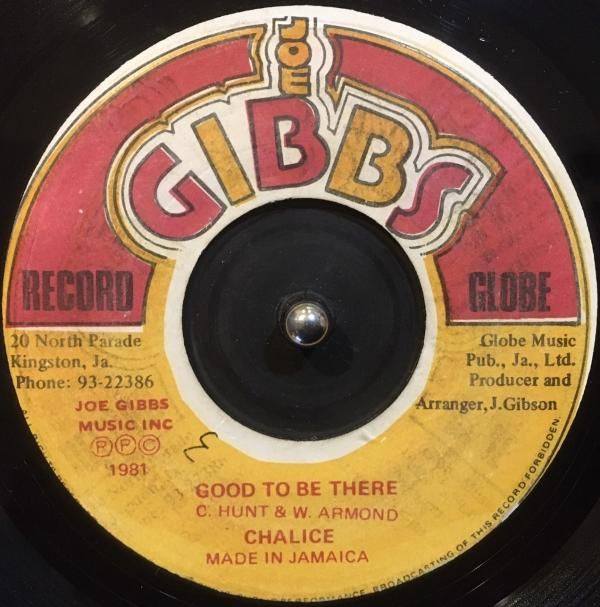 JOE
GIBBS
RECORD
GLOBE
20 North Parade
Kingston, Ja.
Phone: 93-22386
Globe Music
Pub., Ja., Ltd.
Producer and
Arranger, J. Gibson
JOE GIBBS
MUSIC INC
Ⓟ Ⓟ Ⓒ
1981
3
GOOD TO BE THERE
C. HUNT & W. ARMOND
CHALICE
MADE IN JAMAICA
PERFORMANCE BROADCASTING OF THIS RECORD FORBIDDEN